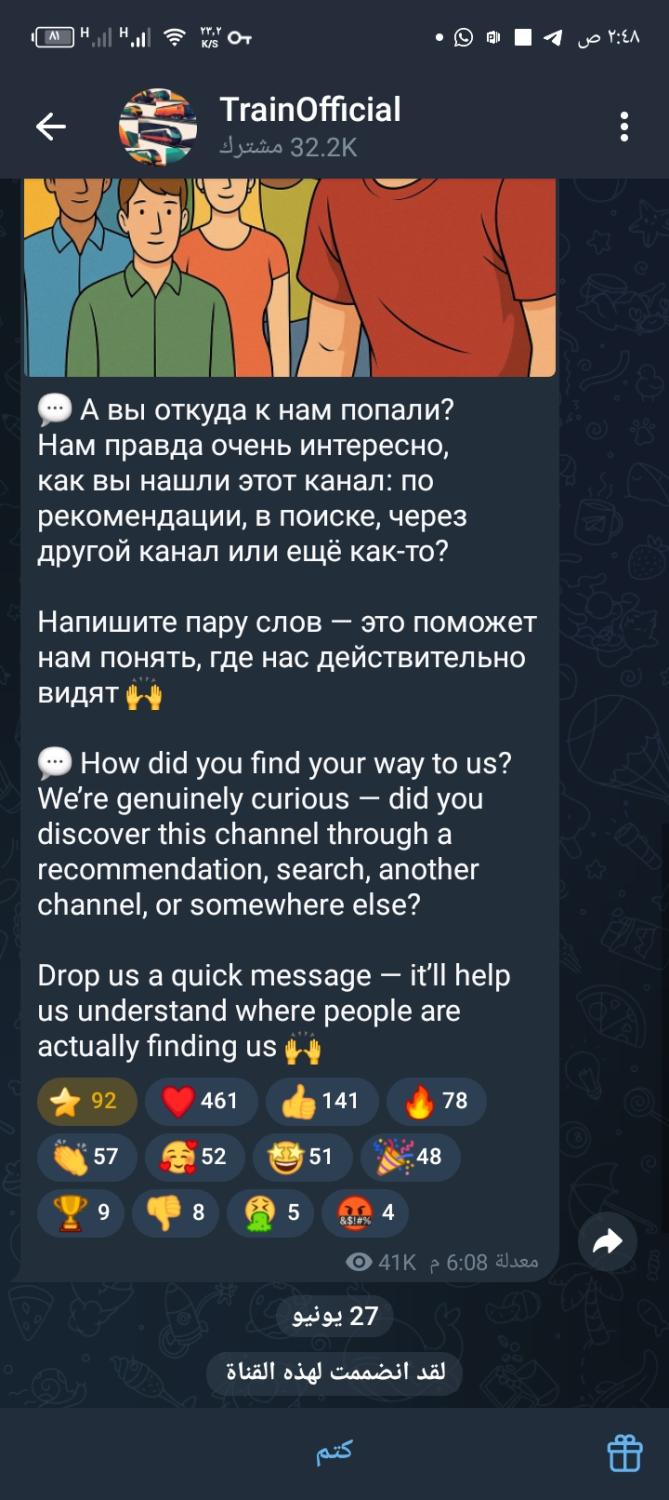 ٨١ H H ٢٣,٢ K/S ٢:٤٨ ص
TrainOfficial
32.2K مشترك
💬 А вы откуда к нам попали?
Нам правда очень интересно,
как вы нашли этот канал: по
рекомендации, в поиске, через
другой канал или ещё как-то?
Напишите пару слов — это поможет
нам понять, где нас действительно
видят 🙌
💬 How did you find your way to us?
We’re genuinely curious — did you
discover this channel through a
recommendation, search, another
channel, or somewhere else?
Drop us a quick message — it’ll help
us understand where people are
actually finding us 🙌
⭐ 92 ❤️ 461 👍 141 🔥 78
👏 57 🥰 52 🤩 51 🎉 48
🏆 9 👎 8 🤮 5 🤬 4
41K معدلة 6:08 م
27 يونيو
لقد انضممت لهذه القناة
كتم